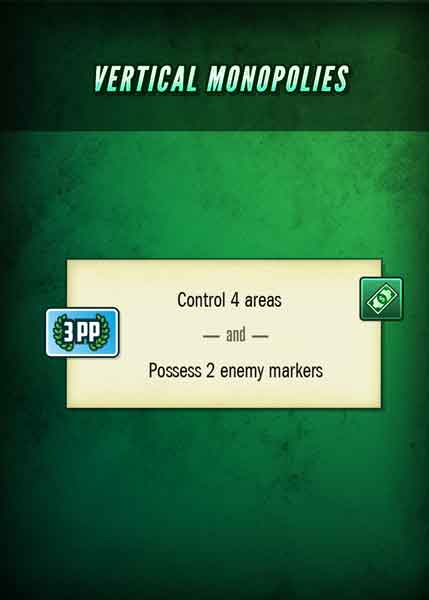 VERTICAL MONOPOLIES
Control 4 areas
— and —
3 PP
Possess 2 enemy markers